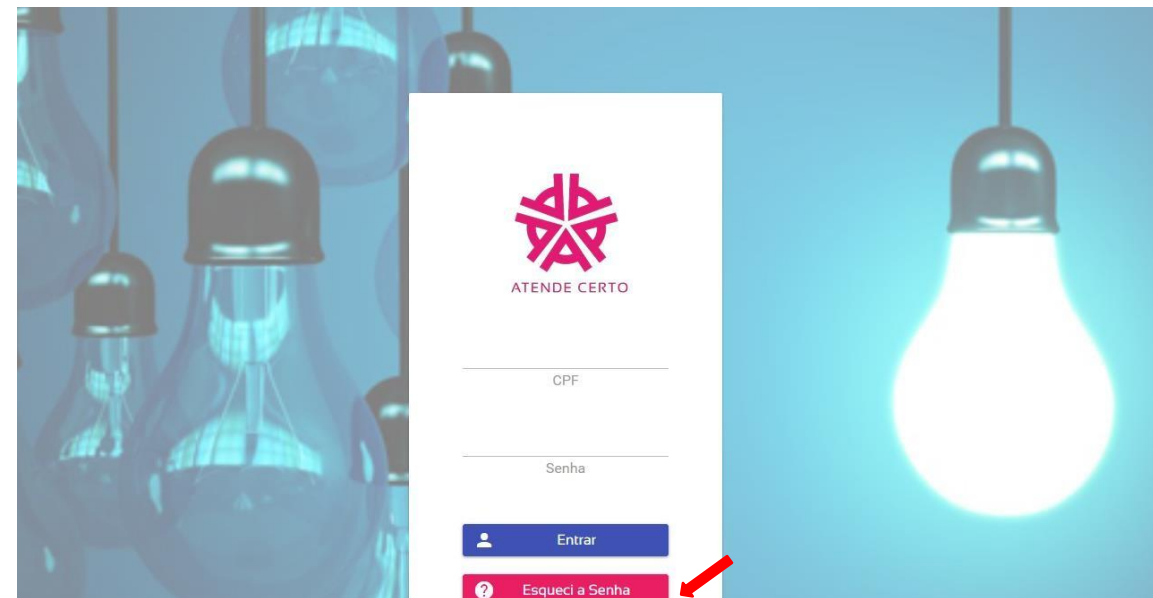 ATENDE CERTO
CPF
Senha
Entrar
Esqueci a Senha